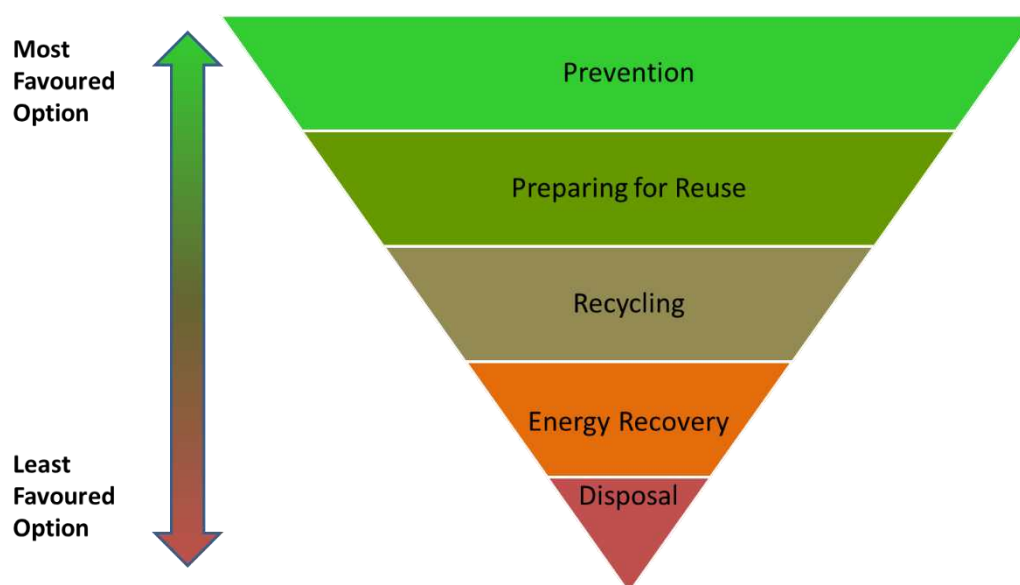 Most
Favoured
Option
Prevention
Preparing for Reuse
Recycling
Energy Recovery
Least
Favoured
Option
Disposal